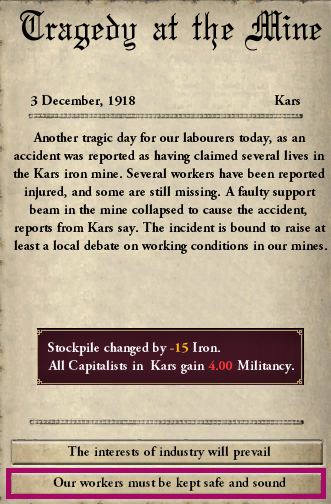 Tragedy at the Mine
3 December, 1918 Kars
Another tragic day for our labourers today, as an
accident was reported as having claimed several lives in
the Kars iron mine. Several workers have been reported
injured, and some are still missing. A faulty support
beam in the mine collapsed to cause the accident,
reports from Kars say. The incident is bound to raise at
least a local debate on working conditions in our mines.
Stockpile changed by -15 Iron.
All Capitalists in Kars gain 4.00 Militancy.
The interests of industry will prevail
Our workers must be kept safe and sound